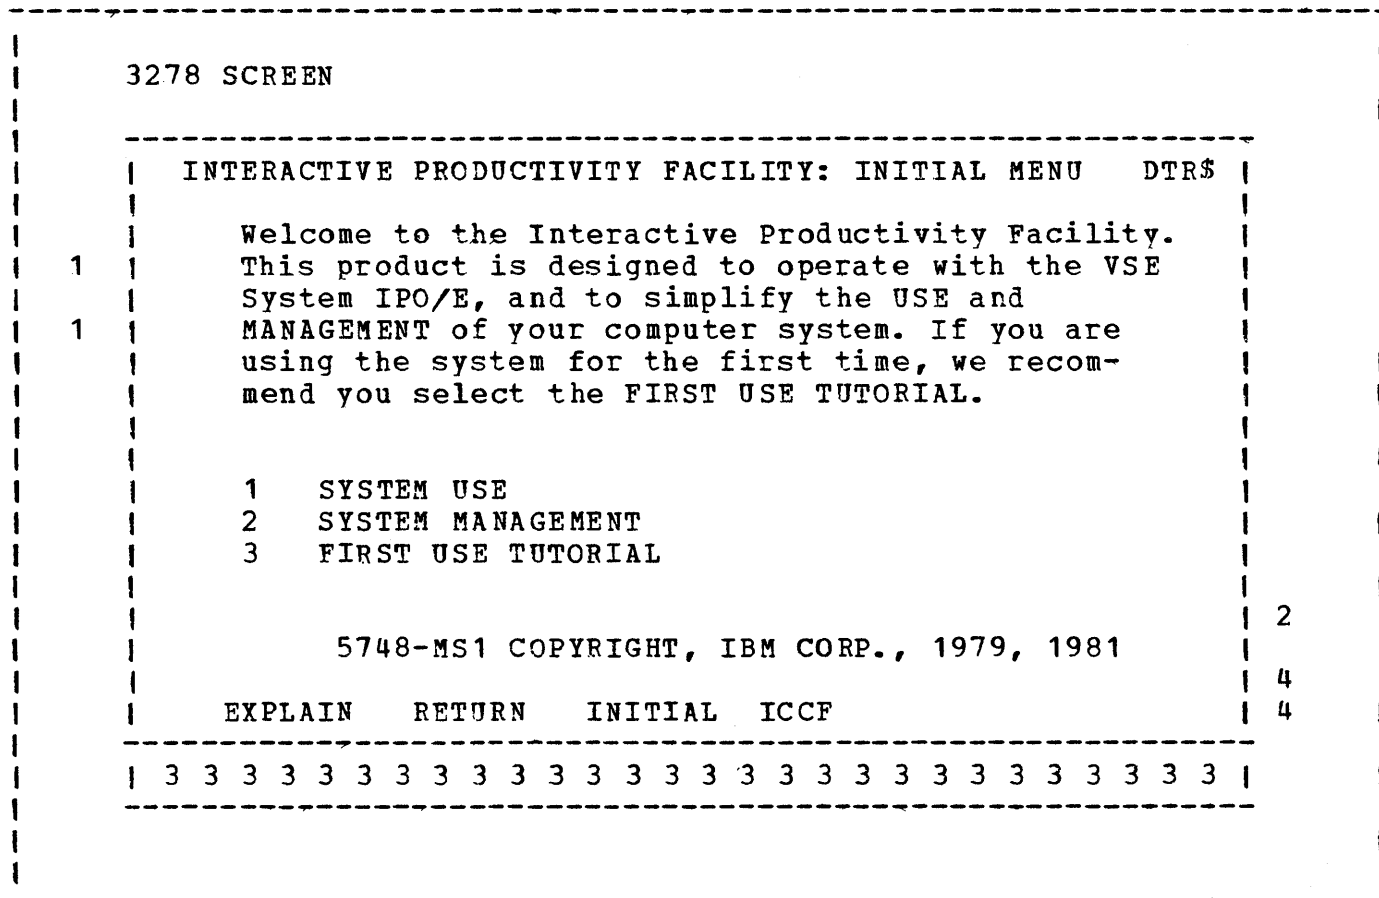 3278 SCREEN
INTERACTIVE PRODUCTIVITY FACILITY: INITIAL MENU DTR$
Welcome to the Interactive Productivity Facility.
1 This product is designed to operate with the VSE
System IPO/E, and to simplify the USE and
1 MANAGEMENT of your computer system. If you are
using the system for the first time, we recom-
mend you select the FIRST USE TUTORIAL.
1 SYSTEM USE
2 SYSTEM MANAGEMENT
3 FIRST USE TUTORIAL
2
5748-MS1 COPYRIGHT, IBM CORP., 1979, 1981
4
EXPLAIN RETURN INITIAL ICCF 4
3 3 3 3 3 3 3 3 3 3 3 3 3 3 3 3 3 3 3 3 3 3 3 3 3 3 3 3